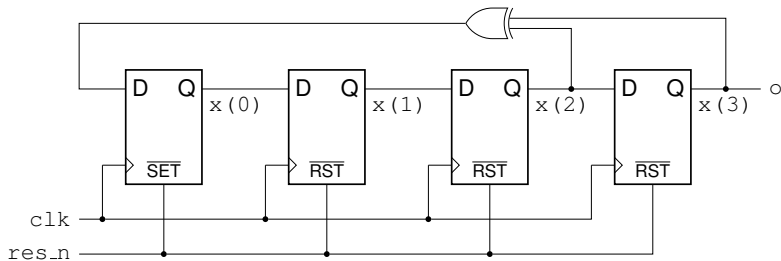 D Q D Q D Q D Q o
x(0) x(1) x(2) x(3)
SET RST RST RST
clk
res_n